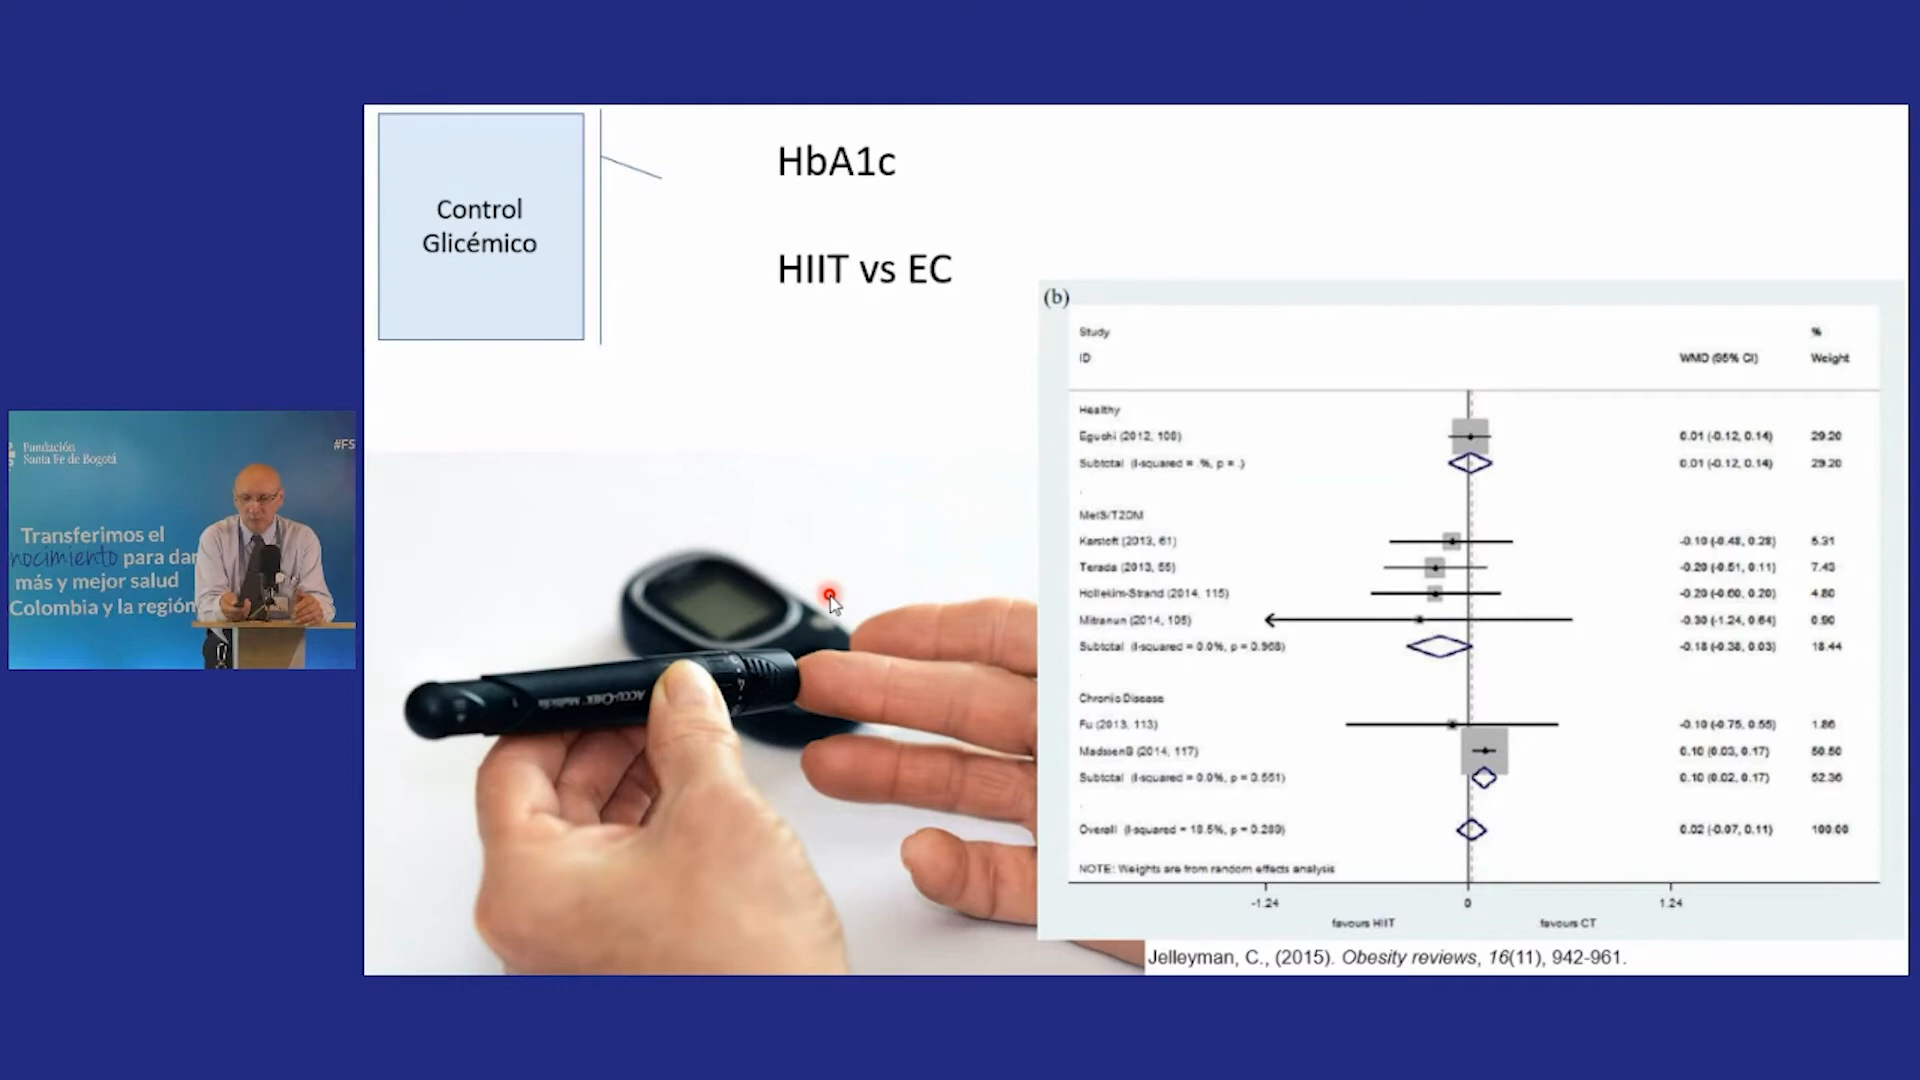 Fundación
Santa Fe de Bogotá
#FS
Transferimos el
nocimiento para dar
más y mejor salud
Colombia y la región
Control
Glicémico
HbA1c
HIIT vs EC
(b)
Study %
ID WMD (95% CI) Weight
Healthy
Eguchi (2012, 108) 0.01 (-0.12, 0.14) 29.20
Subtotal (I-squared = .%, p = .) 0.01 (-0.12, 0.14) 29.20
MetS/T2DM
Karstoft (2013, 61) -0.10 (-0.48, 0.28) 5.31
Terada (2013, 55) -0.20 (-0.51, 0.11) 7.43
Hollekim-Strand (2014, 115) -0.20 (-0.60, 0.20) 4.80
Mitranun (2014, 105) -0.30 (-1.24, 0.64) 0.90
Subtotal (I-squared = 0.0%, p = 0.968) -0.18 (-0.38, 0.03) 18.44
Chronic Disease
Fu (2013, 113) -0.10 (-0.75, 0.55) 1.86
MadssenB (2014, 117) 0.10 (0.03, 0.17) 50.50
Subtotal (I-squared = 0.0%, p = 0.551) 0.10 (0.02, 0.17) 52.36
Overall (I-squared = 18.5%, p = 0.289) 0.02 (-0.07, 0.11) 100.00
NOTE: Weights are from random effects analysis
-1.24 0 1.24
favours HIIT favours CT
ACCU-CHEK Multiclix
Jelleyman, C., (2015). Obesity reviews, 16(11), 942-961.